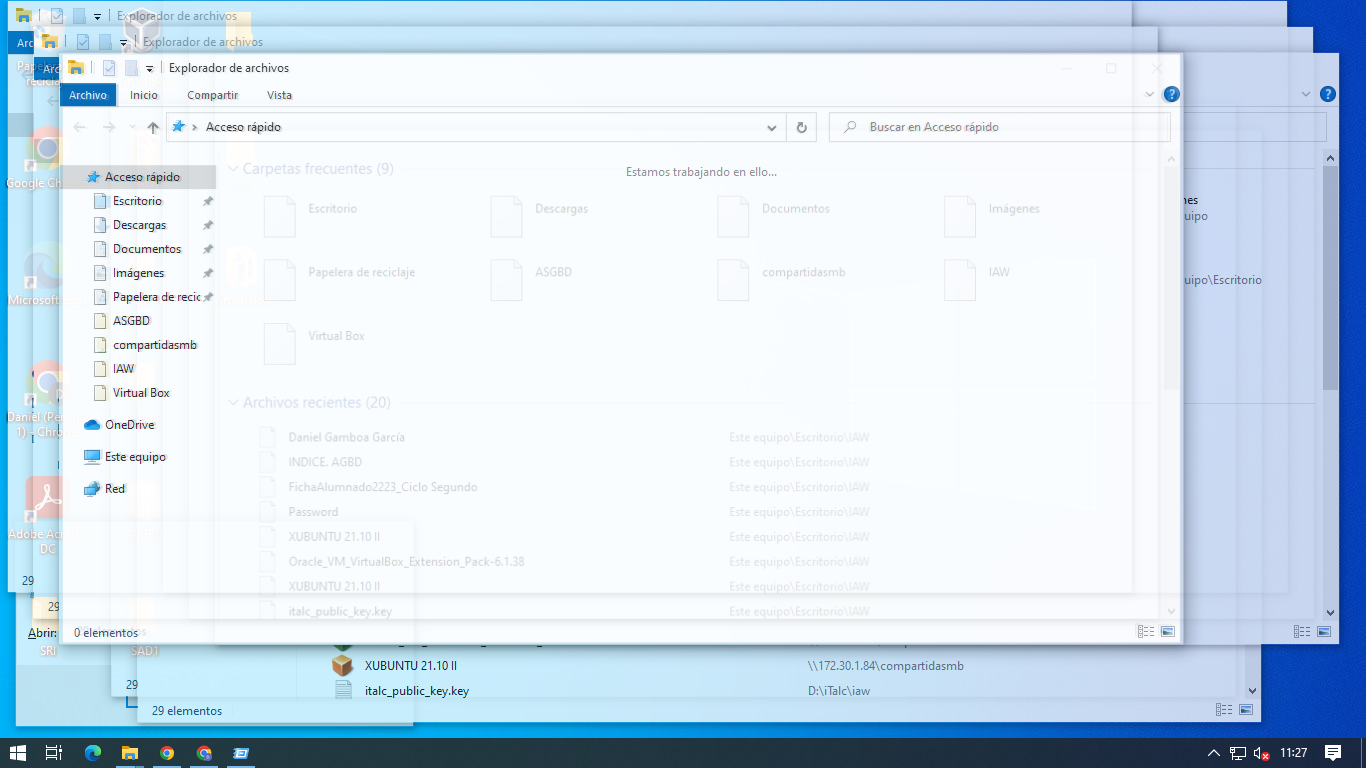 Explorador de archivos
Explorador de archivos
Explorador de archivos
Archivo Inicio Compartir Vista
Acceso rápido
Buscar en Acceso rápido
Estamos trabajando en ello...
Acceso rápido
Escritorio
Descargas
Documentos
Imágenes
Papelera de recic
ASGBD
compartidasmb
IAW
Virtual Box
OneDrive
Este equipo
Red
Carpetas frecuentes (9)
Escritorio Descargas Documentos Imágenes
Papelera de reciclaje ASGBD compartidasmb IAW
Virtual Box
Archivos recientes (20)
Daniel Gamboa García Este equipo\Escritorio\IAW
INDICE. AGBD Este equipo\Escritorio\IAW
FichaAlumnado2223_Ciclo Segundo Este equipo\Escritorio\IAW
Password Este equipo\Escritorio\IAW
XUBUNTU 21.10 II Este equipo\Escritorio\IAW
Oracle_VM_VirtualBox_Extension_Pack-6.1.38 Este equipo\Escritorio\IAW
XUBUNTU 21.10 II Este equipo\Escritorio\IAW
italc_public_key.key Este equipo\Escritorio\IAW
nes
uipo
uipo\Escritorio
Google Ch
Microsoft
Daniel (Per
1) - Chro
Adobe Acr
DC
29
29
Abrir:
0 elementos
SRI
SAD1
XUBUNTU 21.10 II \\172.30.1.84\compartidasmb
italc_public_key.key D:\iTalc\iaw
29
29 elementos
11:27